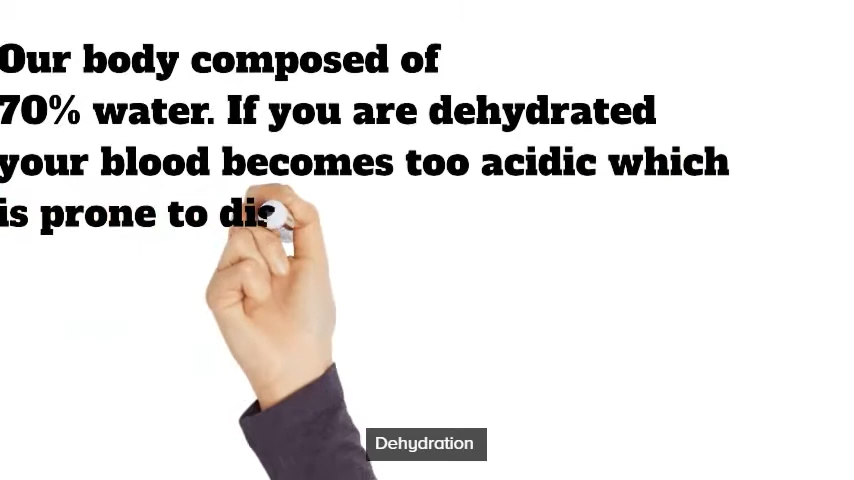 Our body composed of
70% water. If you are dehydrated
your blood becomes too acidic which
is prone to dis
Dehydration